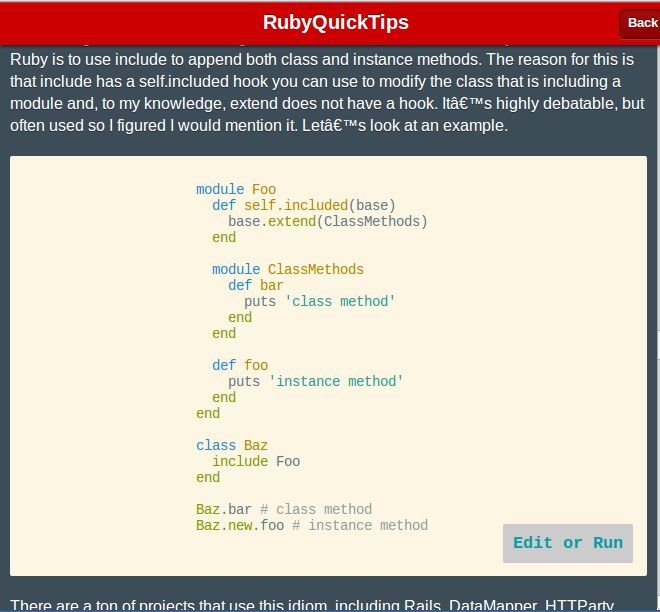 RubyQuickTips
Back
Ruby is to use include to append both class and instance methods. The reason for this is
that include has a self.included hook you can use to modify the class that is including a
module and, to my knowledge, extend does not have a hook. Itâ€™s highly debatable, but
often used so I figured I would mention it. Letâ€™s look at an example.
module Foo
  def self.included(base)
    base.extend(ClassMethods)
  end
  module ClassMethods
    def bar
      puts 'class method'
    end
  end
  def foo
    puts 'instance method'
  end
end
class Baz
  include Foo
end
Baz.bar # class method
Baz.new.foo # instance method
Edit or Run
There are a ton of projects that use this idiom, including Rails, DataMapper, HTTParty,